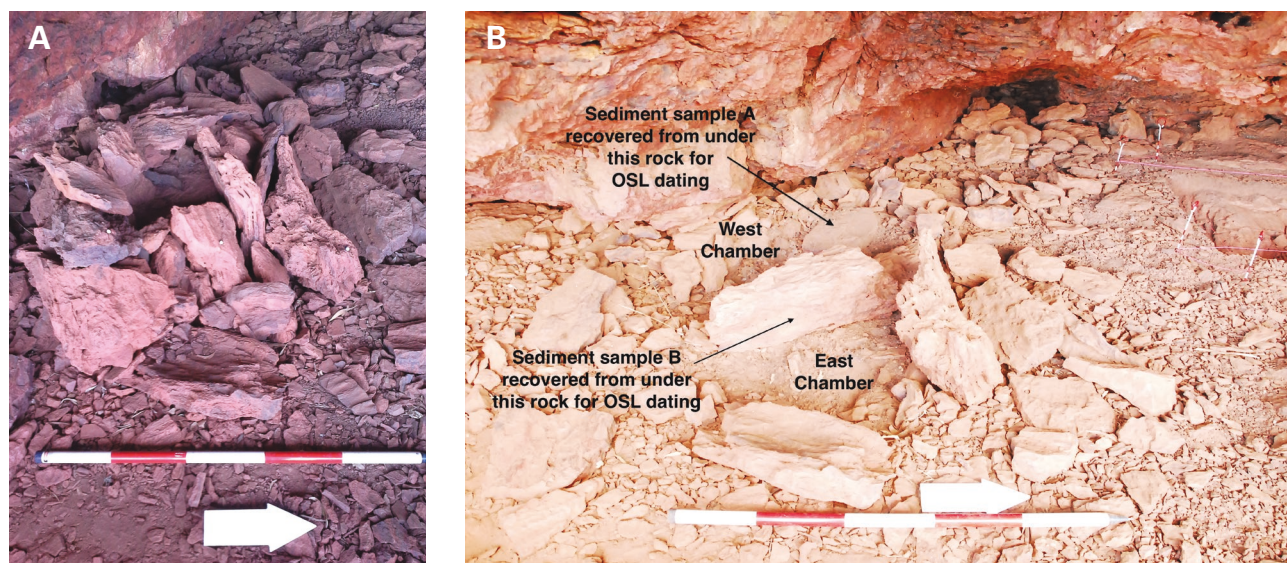 A
B
Sediment sample A
recovered from under
this rock for
OSL dating
West
Chamber
Sediment sample B
recovered from under
this rock for OSL dating
East
Chamber